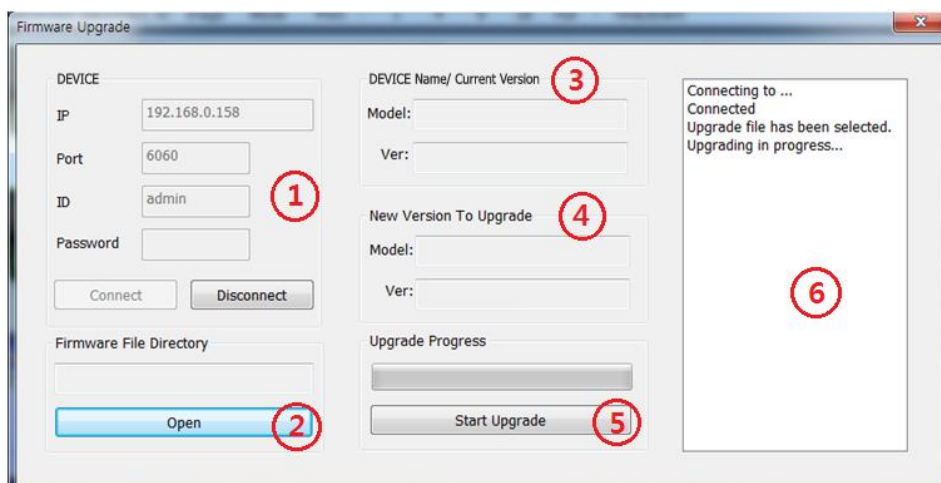 Firmware Upgrade
DEVICE
IP
192.168.0.158
Port
6060
ID
admin
Password
Connect
Disconnect
1
Firmware File Directory
Open
2
DEVICE Name/ Current Version
3
Model:
Ver:
New Version To Upgrade
4
Model:
Ver:
Upgrade Progress
Start Upgrade
5
Connecting to ...
Connected
Upgrade file has been selected.
Upgrading in progress...
6